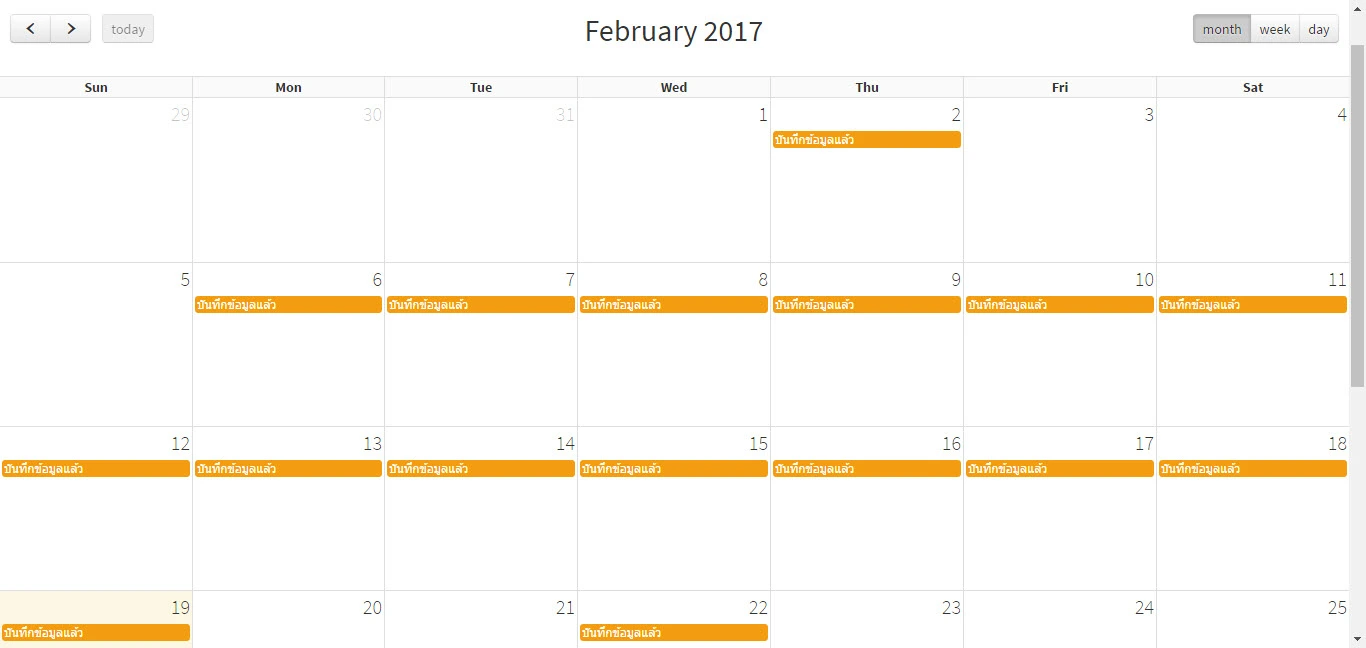 today
February 2017
month week day
Sun Mon Tue Wed Thu Fri Sat
29 30 31 1 2 3 4
บันทึกข้อมูลแล้ว
5 6 7 8 9 10 11
บันทึกข้อมูลแล้ว บันทึกข้อมูลแล้ว บันทึกข้อมูลแล้ว บันทึกข้อมูลแล้ว บันทึกข้อมูลแล้ว บันทึกข้อมูลแล้ว
12 13 14 15 16 17 18
บันทึกข้อมูลแล้ว บันทึกข้อมูลแล้ว บันทึกข้อมูลแล้ว บันทึกข้อมูลแล้ว บันทึกข้อมูลแล้ว บันทึกข้อมูลแล้ว บันทึกข้อมูลแล้ว
19 20 21 22 23 24 25
บันทึกข้อมูลแล้ว บันทึกข้อมูลแล้ว